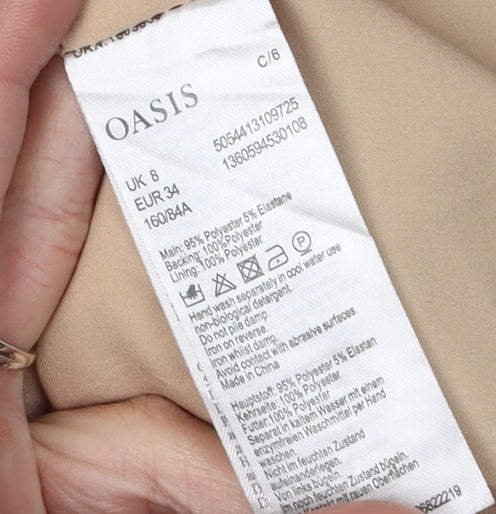 C/6
OASIS
5054413109725
1360594530108
UK 8
EUR 34
160/84A
Main: 95% Polyester 5% Elastane
Backing: 100% Polyester
Lining: 100% Polyester
Hand wash separately in cool water use
non-biological detergent.
Do not pile damp.
Iron on reverse.
Iron whilst damp.
Avoid contact with abrasive surfaces.
Made in China
Hauptstoff: 95% Polyester 5% Elastan
Kehrseite: 100% Polyester
Futter: 100% Polyester
Separat in kaltem Wasser mit einem
enzymfreien Waschmittel per Hand
waschen.
Nicht im feuchten Zustand
aufeinanderlegen.
Von links bügeln.
Im noch feuchten Zustand bügeln.
mit rauen Oberflächen
06822219